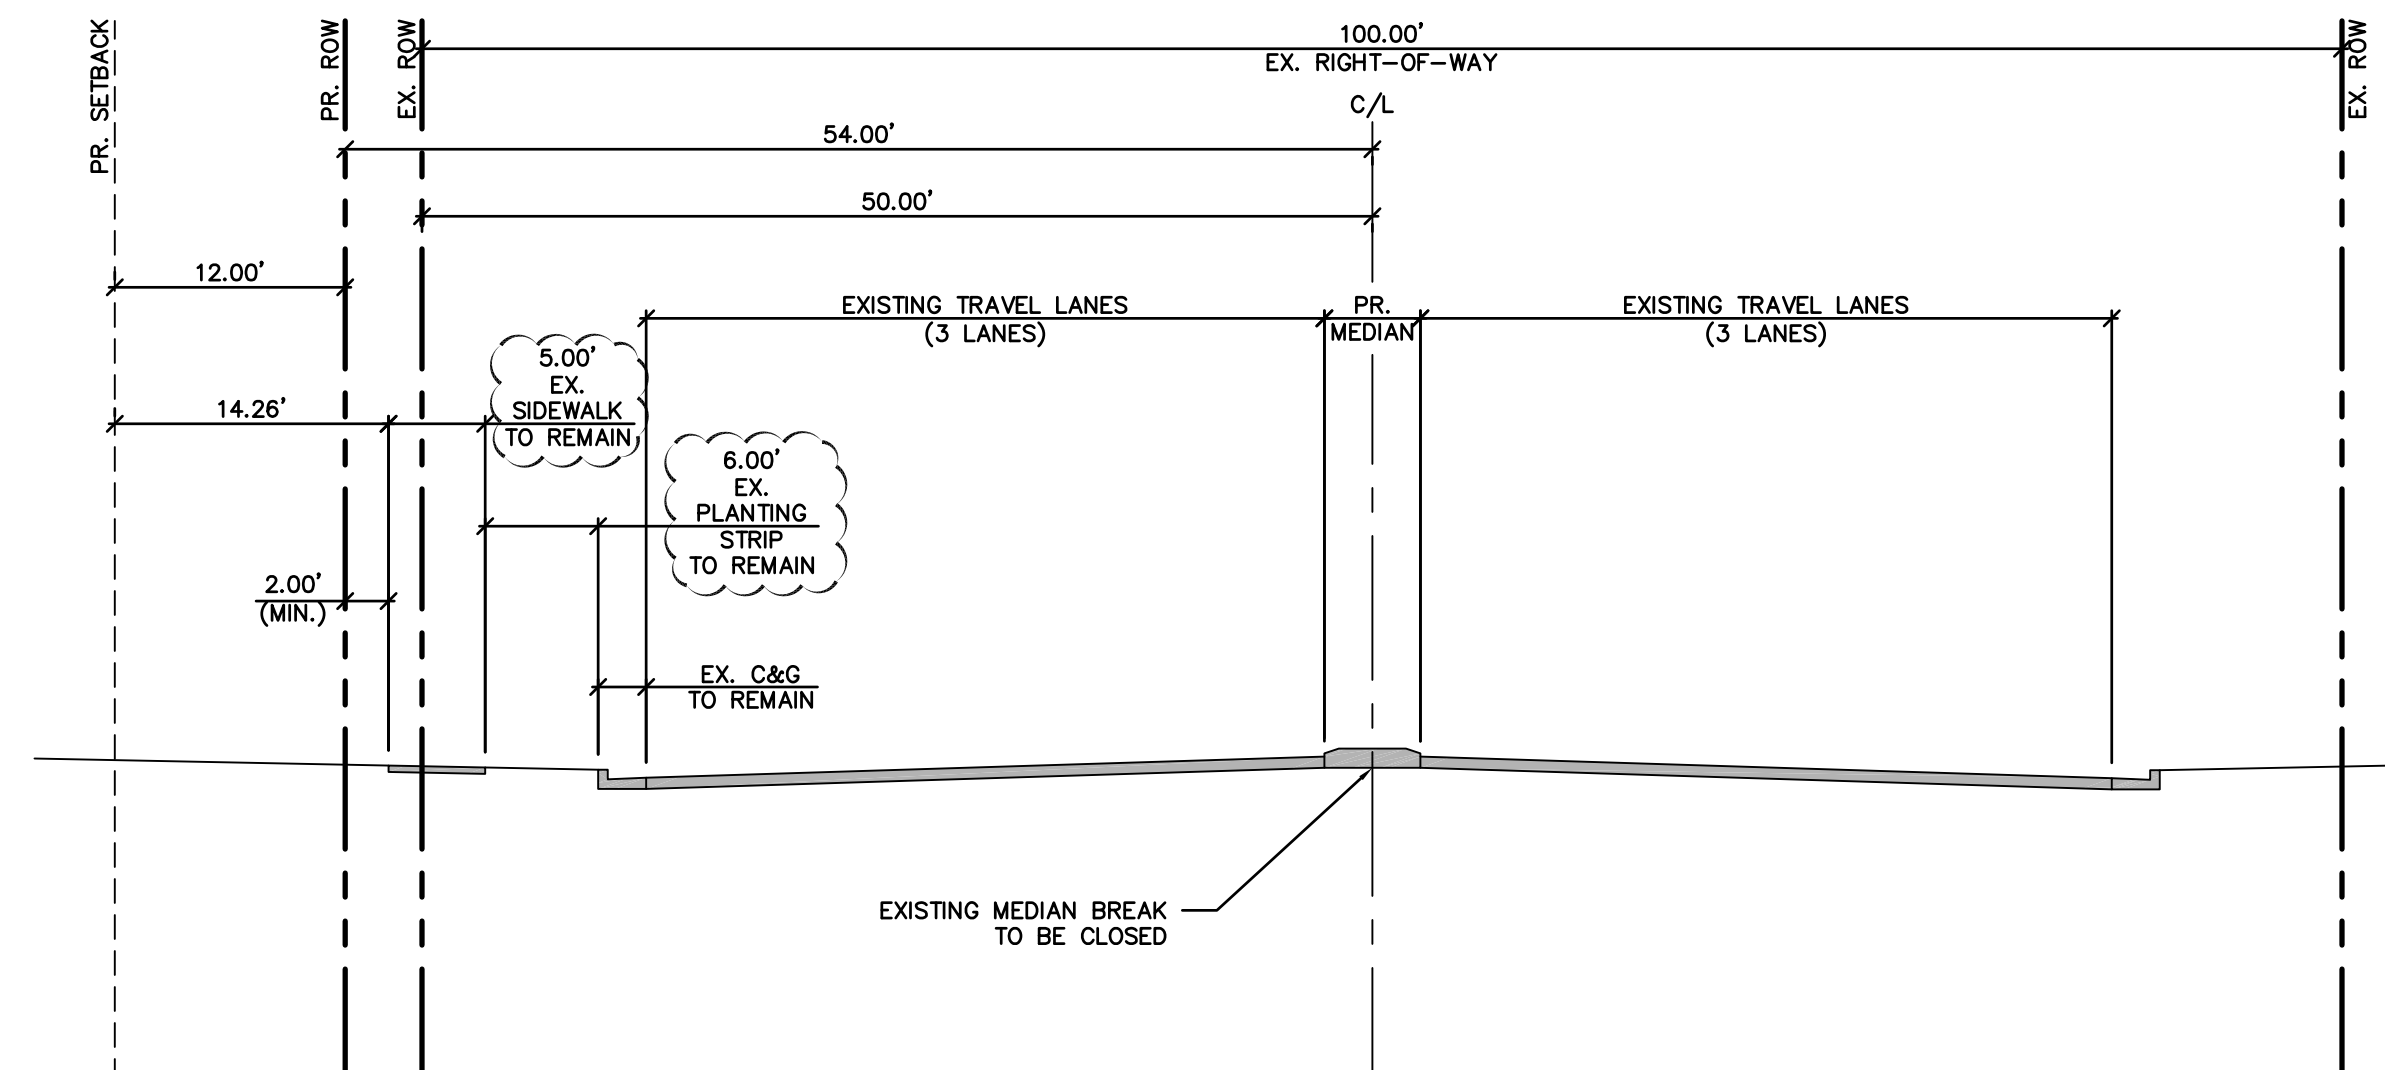 PR. SETBACK
PR. ROW
EX. ROW
100.00'
EX. RIGHT-OF-WAY
EX. ROW
C/L
54.00'
50.00'
12.00'
EXISTING TRAVEL LANES
(3 LANES)
PR.
MEDIAN
EXISTING TRAVEL LANES
(3 LANES)
5.00'
EX.
SIDEWALK
TO REMAIN
14.26'
6.00'
EX.
PLANTING
STRIP
TO REMAIN
2.00'
(MIN.)
EX. C&G
TO REMAIN
EXISTING MEDIAN BREAK
TO BE CLOSED